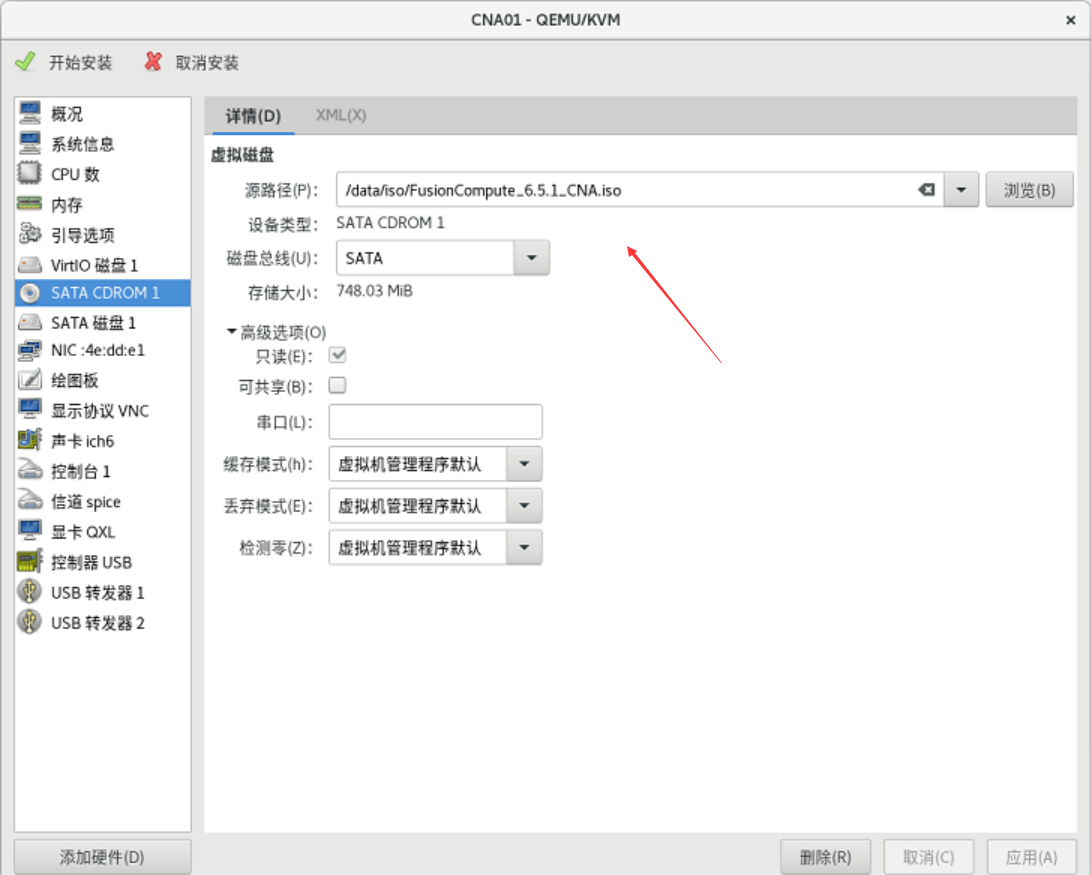 CNA01 - QEMU/KVM
开始安装 取消安装
概况
系统信息
CPU 数
内存
引导选项
VirtIO 磁盘 1
SATA CDROM 1
SATA 磁盘 1
NIC :4e:dd:e1
绘图板
显示协议 VNC
声卡 ich6
控制台 1
信道 spice
显卡 QXL
控制器 USB
USB 转发器 1
USB 转发器 2
添加硬件(D)
详情(D) XML(X)
虚拟磁盘
源路径(P): /data/iso/FusionCompute_6.5.1_CNA.iso 浏览(B)
设备类型: SATA CDROM 1
磁盘总线(U): SATA
存储大小: 748.03 MiB
高级选项(O)
只读(E):
可共享(B):
串口(L):
缓存模式(h): 虚拟机管理程序默认
丢弃模式(E): 虚拟机管理程序默认
检测零(Z): 虚拟机管理程序默认
删除(R) 取消(C) 应用(A)